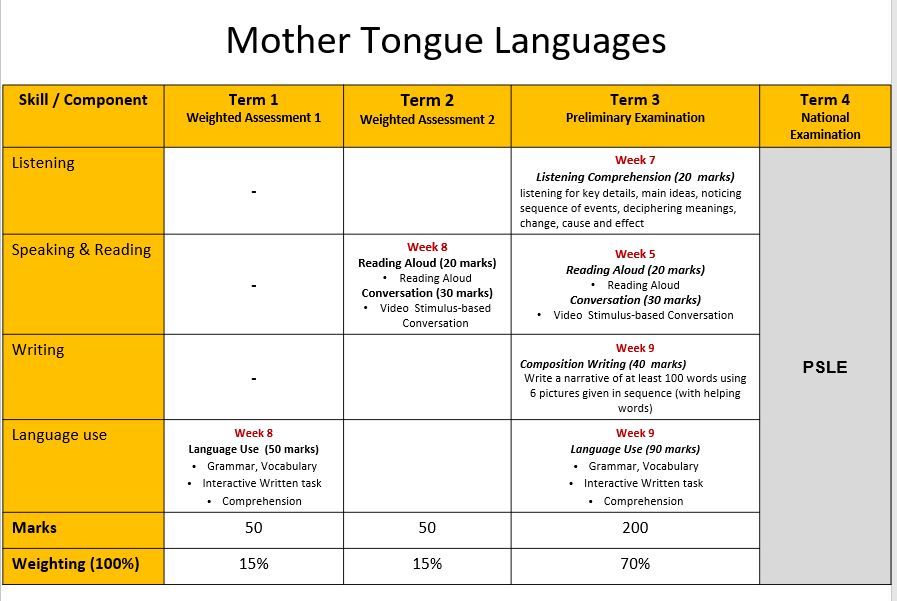 Mother Tongue Languages
Skill / Component
Term 1
Weighted Assessment 1
Term 2
Weighted Assessment 2
Term 3
Preliminary Examination
Term 4
National
Examination
Listening
-
Week 7
Listening Comprehension (20 marks)
listening for key details, main ideas, noticing
sequence of events, deciphering meanings,
change, cause and effect
Speaking & Reading
-
Week 8
Reading Aloud (20 marks)
• Reading Aloud
Conversation (30 marks)
• Video Stimulus-based
Conversation
Week 5
Reading Aloud (20 marks)
• Reading Aloud
Conversation (30 marks)
• Video Stimulus-based Conversation
Writing
-
Week 9
Composition Writing (40 marks)
Write a narrative of at least 100 words using
6 pictures given in sequence (with helping
words)
PSLE
Language use
Week 8
Language Use (50 marks)
• Grammar, Vocabulary
• Interactive Written task
• Comprehension
Week 9
Language Use (90 marks)
• Grammar, Vocabulary
• Interactive Written task
• Comprehension
Marks
50
50
200
Weighting (100%)
15%
15%
70%